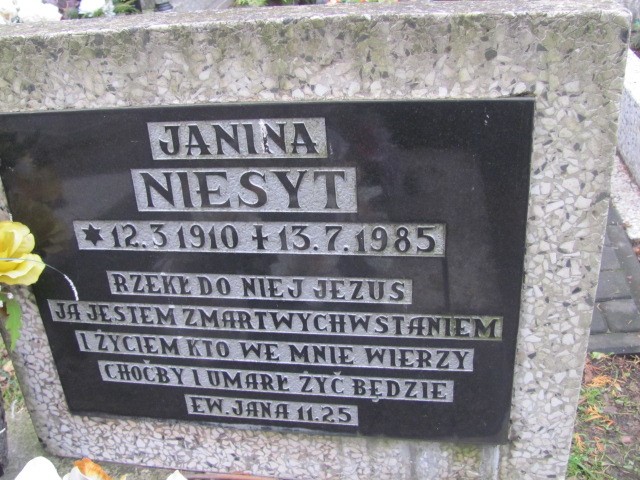 JANINA
NIESYT
* 12.3 1910 + 13.7.1985
RZEKŁ DO NIEJ JEZUS
JA JESTEM ZMARTWYCHWSTANIEM
I ŻYCIEM KTO WE MNIE WIERZY
CHOĆBY I UMARŁ ŻYĆ BĘDZIE
EW. JANA 11.25